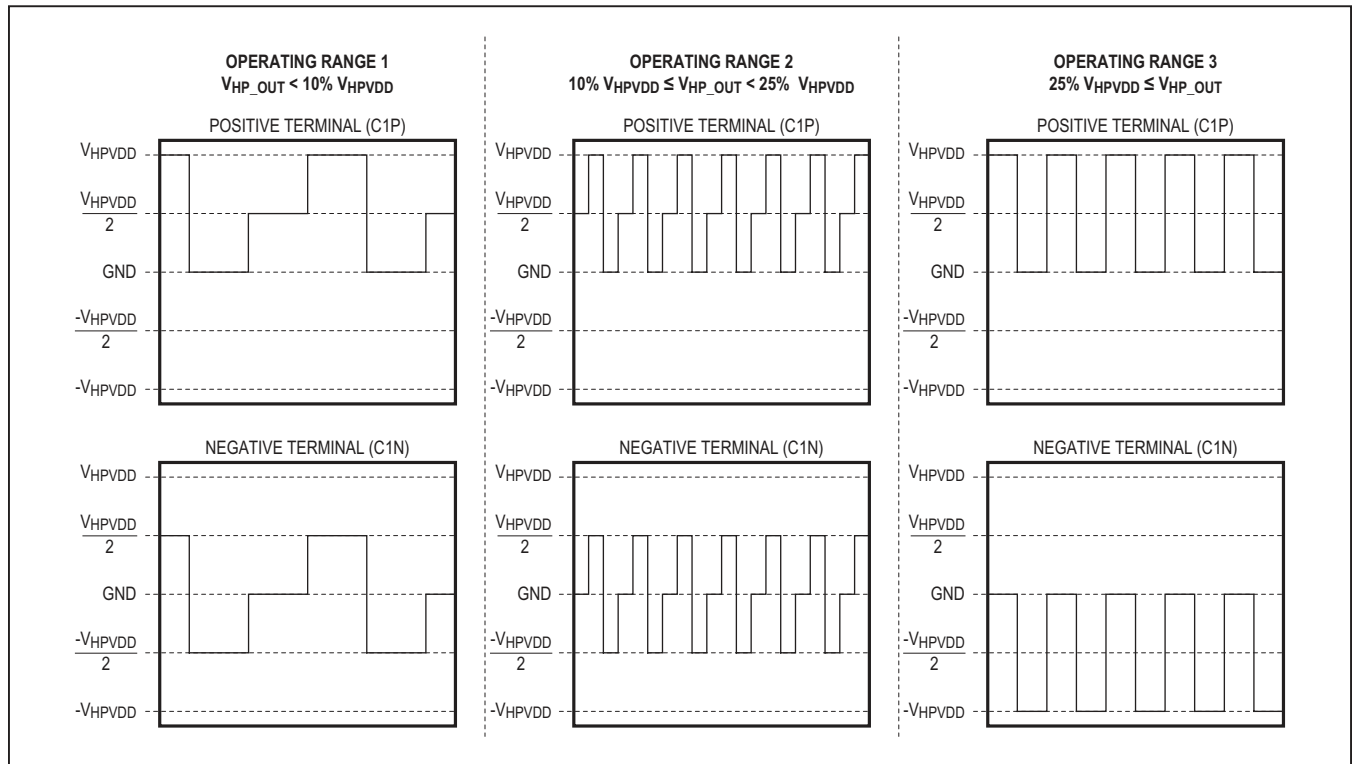 OPERATING RANGE 1
VHP_OUT < 10% VHPVDD
POSITIVE TERMINAL (C1P)
VHPVDD
VHPVDD
2
GND
-VHPVDD
2
-VHPVDD
NEGATIVE TERMINAL (C1N)
VHPVDD
VHPVDD
2
GND
-VHPVDD
2
-VHPVDD
OPERATING RANGE 2
10% VHPVDD ≤ VHP_OUT < 25% VHPVDD
POSITIVE TERMINAL (C1P)
VHPVDD
VHPVDD
2
GND
-VHPVDD
2
-VHPVDD
NEGATIVE TERMINAL (C1N)
VHPVDD
VHPVDD
2
GND
-VHPVDD
2
-VHPVDD
OPERATING RANGE 3
25% VHPVDD ≤ VHP_OUT
POSITIVE TERMINAL (C1P)
VHPVDD
VHPVDD
2
GND
-VHPVDD
2
-VHPVDD
NEGATIVE TERMINAL (C1N)
VHPVDD
VHPVDD
2
GND
-VHPVDD
2
-VHPVDD